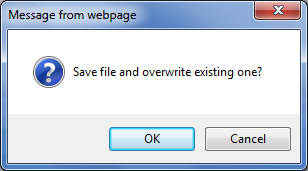 Message from webpage
Save file and overwrite existing one?
OK
Cancel